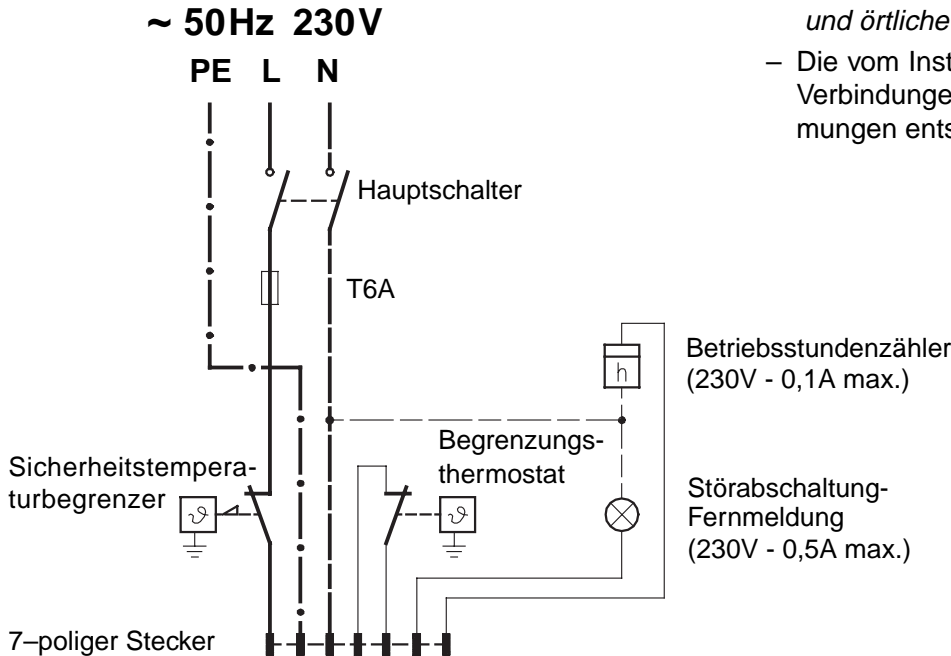 ~ 50Hz 230V
PE L N
und örtliche
– Die vom Inst
Verbindunge
mungen ents
Hauptschalter
T6A
h
Betriebsstundenzähler
(230V - 0,1A max.)
Begrenzungs-
thermostat
Sicherheitstempera-
turbegrenzer
ϑ
ϑ
Störabschaltung-
Fernmeldung
(230V - 0,5A max.)
7–poliger Stecker